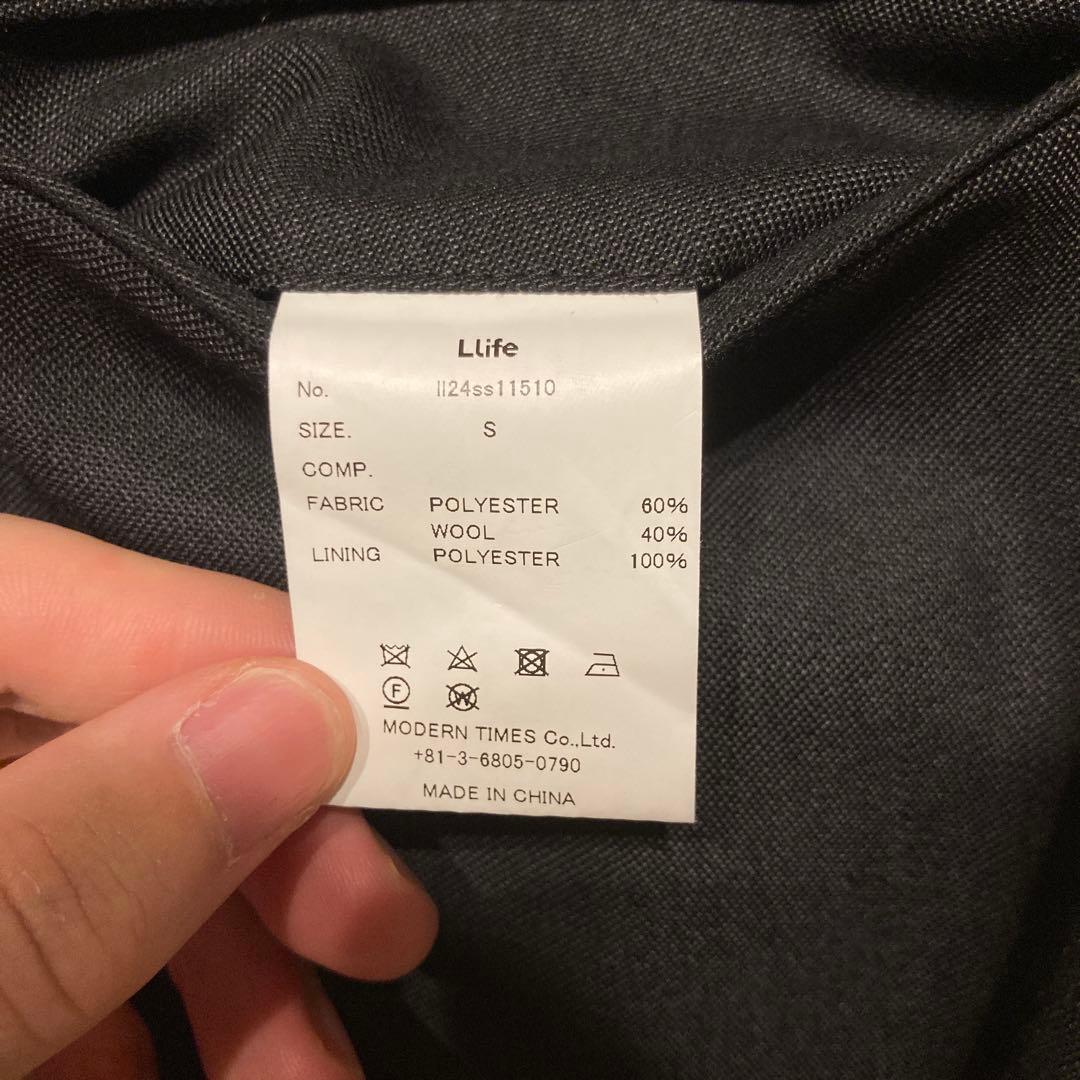 Llife
No. ll24ss11510
SIZE. S
COMP.
FABRIC POLYESTER 60%
WOOL 40%
LINING POLYESTER 100%
F W
MODERN TIMES Co.,Ltd.
+81-3-6805-0790
MADE IN CHINA